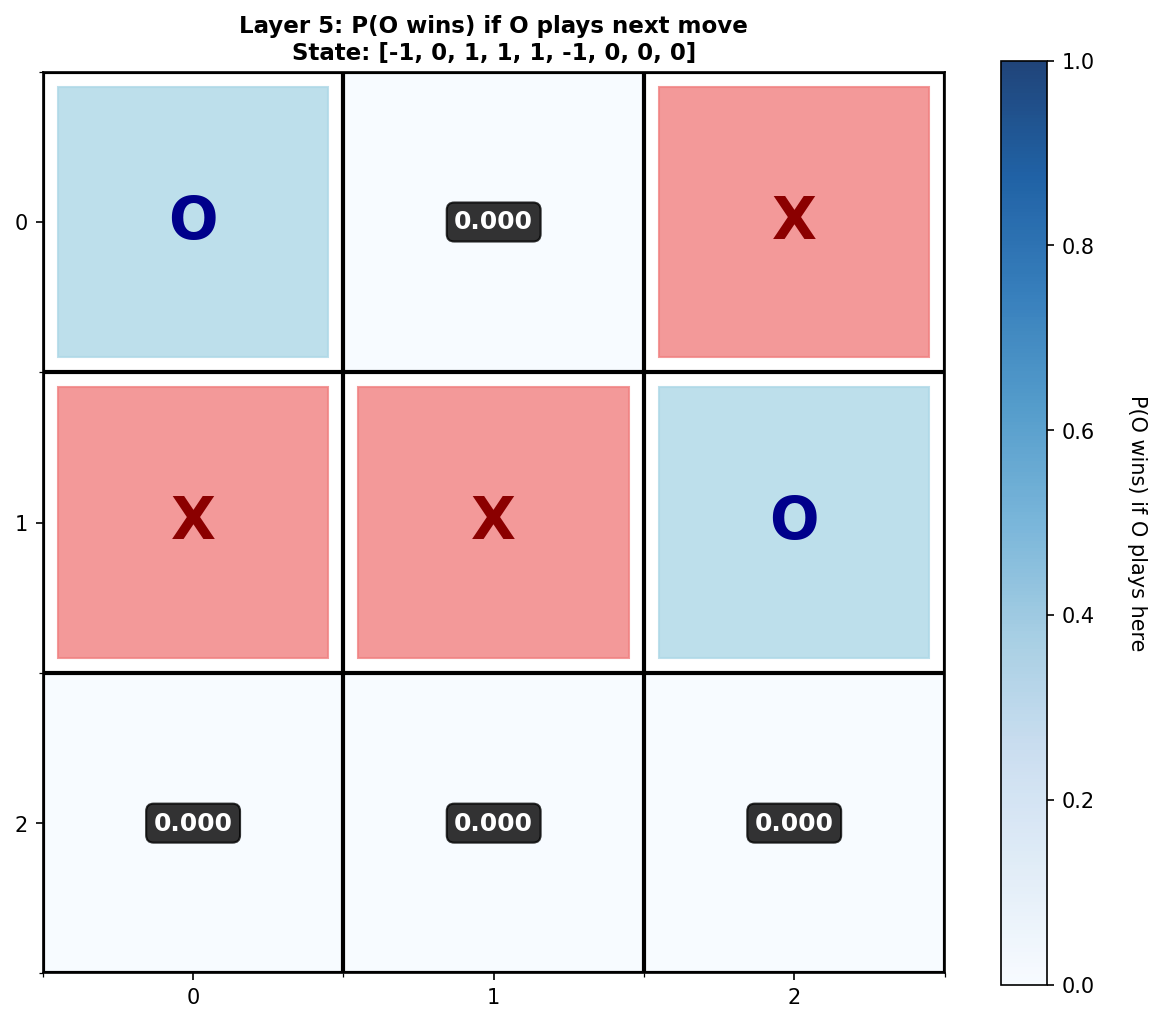 Layer 5: P(O wins) if O plays next move
State: [-1, 0, 1, 1, 1, -1, 0, 0, 0]
0
O
0.000
X
1
X
X
O
2
0.000
0.000
0.000
0
1
2
1.0
0.8
0.6
0.4
0.2
0.0
P(O wins) if O plays here